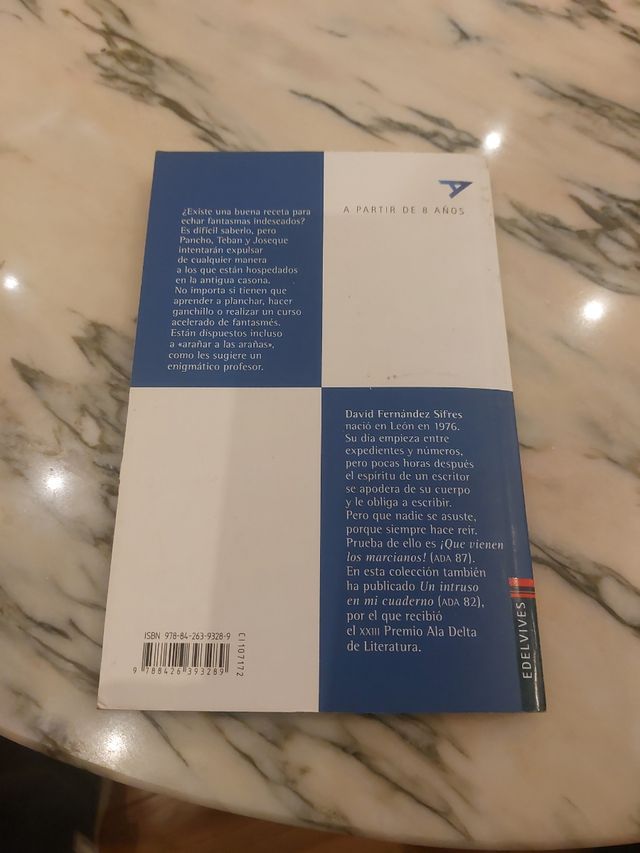 ¿Existe una buena receta para
echar fantasmas indeseados?
Es difícil saberlo, pero
Pancho, Teban y Joseque
intentarán expulsar
de cualquier manera
a los que están hospedados
en la antigua casona.
No importa si tienen que
aprender a planchar, hacer
ganchillo o realizar un curso
acelerado de fantasmés.
Están dispuestos incluso
a «arañar a las arañas»,
como les sugiere un
enigmático profesor.
A PARTIR DE 8 AÑOS
David Fernández Sifres
nació en León en 1976.
Su día empieza entre
expedientes y números,
pero pocas horas después
el espíritu de un escritor
se apodera de su cuerpo
y le obliga a escribir.
Pero que nadie se asuste,
porque siempre hace reír.
Prueba de ello es ¡Que vienen
los marcianos! (ADA 87).
En esta colección también
ha publicado Un intruso
en mi cuaderno (ADA 82),
por el que recibió
el XXIII Premio Ala Delta
de Literatura.
ISBN 978-84-263-9328-9
9 788426 393289
CI107172
EDELVIVES